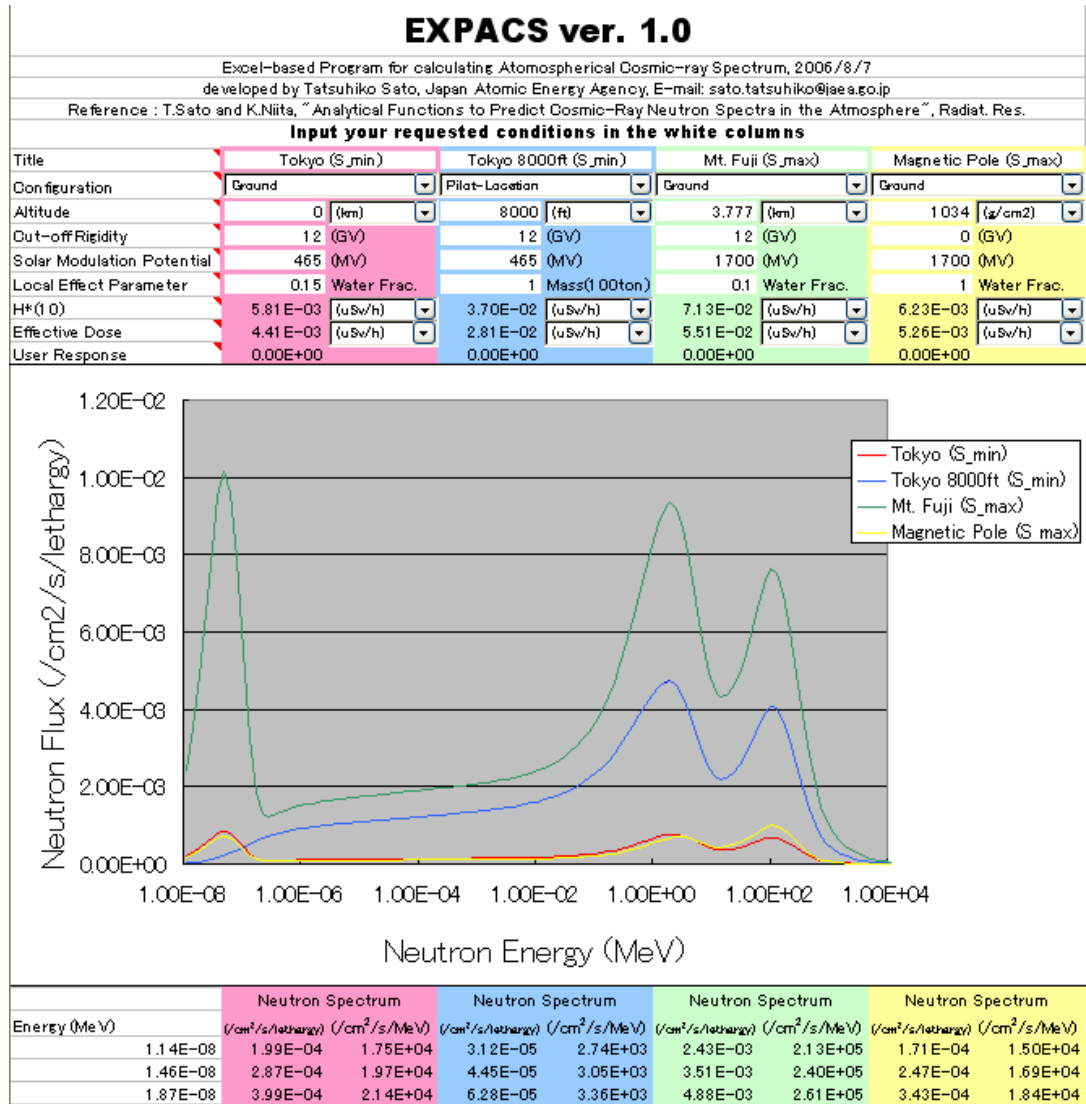 EXPACS ver. 1.0
Excel-based Program for calculating Atomospherical Cosmic-ray Spectrum, 2006/8/7
developed by Tatsuhiko Sato, Japan Atomic Energy Agency, E-mail: sato.tatsuhiko@jaea.go.jp
Reference : T.Sato and K.Niita, "Analytical Functions to Predict Cosmic-Ray Neutron Spectra in the Atmosphere", Radiat. Res.
Input your requested conditions in the white columns
Title Tokyo (S_min) Tokyo 8000ft (S_min) Mt. Fuji (S_max) Magnetic Pole (S_max)
Configuration Ground Pilot-Location Ground Ground
Altitude 0 (km) 8000 (ft) 3.777 (km) 1034 (g/cm2)
Cut-off Rigidity 12 (GV) 12 (GV) 12 (GV) 0 (GV)
Solar Modulation Potential 465 (MV) 465 (MV) 1700 (MV) 1700 (MV)
Local Effect Parameter 0.15 Water Frac. 1 Mass(100ton) 0.1 Water Frac. 1 Water Frac.
H*(10) 5.81E-03 (uSv/h) 3.70E-02 (uSv/h) 7.13E-02 (uSv/h) 6.23E-03 (uSv/h)
Effective Dose 4.41E-03 (uSv/h) 2.81E-02 (uSv/h) 5.51E-02 (uSv/h) 5.26E-03 (uSv/h)
User Response 0.00E+00 0.00E+00 0.00E+00
Neutron Flux (/cm2/s/lethargy)
1.20E-02
1.00E-02
8.00E-03
6.00E-03
4.00E-03
2.00E-03
0.00E+00
Tokyo (S_min)
Tokyo 8000ft (S_min)
Mt. Fuji (S_max)
Magnetic Pole (S max)
1.00E-08 1.00E-06 1.00E-04 1.00E-02 1.00E+00 1.00E+02 1.00E+04
Neutron Energy (MeV)
Neutron Spectrum Neutron Spectrum Neutron Spectrum Neutron Spectrum
Energy (MeV) (/cm²/s/lethargy) (/cm²/s/MeV) (/cm²/s/lethargy) (/cm²/s/MeV) (/cm²/s/lethargy) (/cm²/s/MeV) (/cm²/s/lethargy) (/cm²/s/MeV)
1.14E-08 1.99E-04 1.75E+04 3.12E-05 2.74E+03 2.43E-03 2.13E+05 1.71E-04 1.50E+04
1.46E-08 2.87E-04 1.97E+04 4.45E-05 3.05E+03 3.51E-03 2.40E+05 2.47E-04 1.69E+04
1.87E-08 3.99E-04 2.14E+04 6.28E-05 3.36E+03 4.88E-03 2.61E+05 3.43E-04 1.84E+04